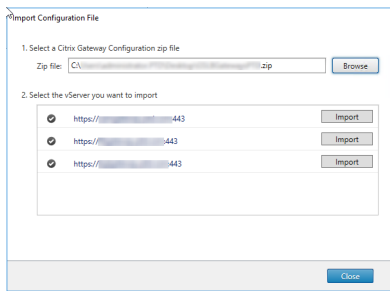 Import Configuration File
1. Select a Citrix Gateway Configuration zip file
Zip file: C:\ .zip Browse
2. Select the vServer you want to import
https:// 443 Import
https:// :443 Import
https:// 443 Import
Close